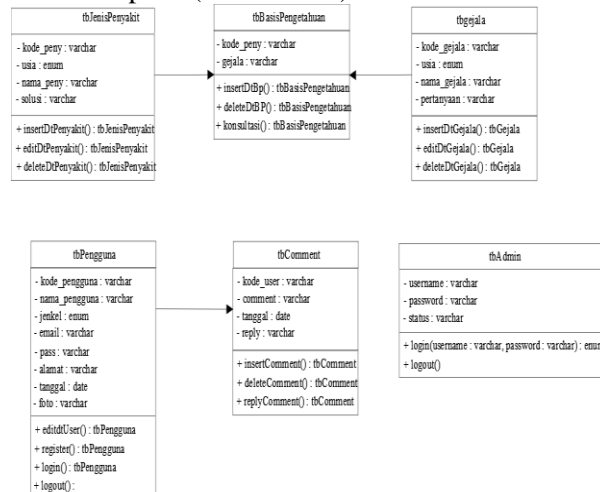 tbJenisPenyakit
- kode_peny : varchar
- usia : enum
- nama_peny : varchar
- solusi : varchar
+ insertDtPenyakit() : tbJenisPenyakit
+ editDtPenyakit() : tbJenisPenyakit
+ deleteDtPenyakit() : tbJenisPenyakit
tbBasisPengetahuan
- kode_peny : varchar
- gejala : varchar
+ insertDtBp() : tbBasisPengetahuan
+ deleteDtBP() : tbBasisPengetahuan
+ konsultasi() : tbBasisPengetahuan
tbgejala
- kode_gejala : varchar
- usia : enum
- nama_gejala : varchar
- pertanyaan : varchar
+ insertDtGejala() : tbGejala
+ editDtGejala() : tbGejala
+ deleteDtGejala() : tbGejala
tbPengguna
- kode_pengguna : varchar
- nama_pengguna : varchar
- jenkel : enum
- email : varchar
- pass : varchar
- alamat : varchar
- tanggal : date
- foto : varchar
+ editdtUser() : tbPengguna
+ register() : tbPengguna
+ login() : tbPengguna
+ logout() :
tbComment
- kode_user : varchar
- comment : varchar
- tanggal : date
- reply : varchar
+ insertComment() : tbComment
+ deleteComment() : tbComment
+ replyComment() : tbComment
tbAdmin
- username : varchar
- password : varchar
- status : varchar
+ login(username : varchar, password : varchar) : enum
+ logout()